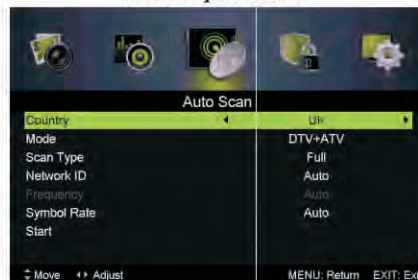 Auto Scan
Country UK
Mode DTV+ATV
Scan Type Full
Network ID Auto
Frequency Auto
Symbol Rate Auto
Start
Move Adjust MENU: Return EXIT: